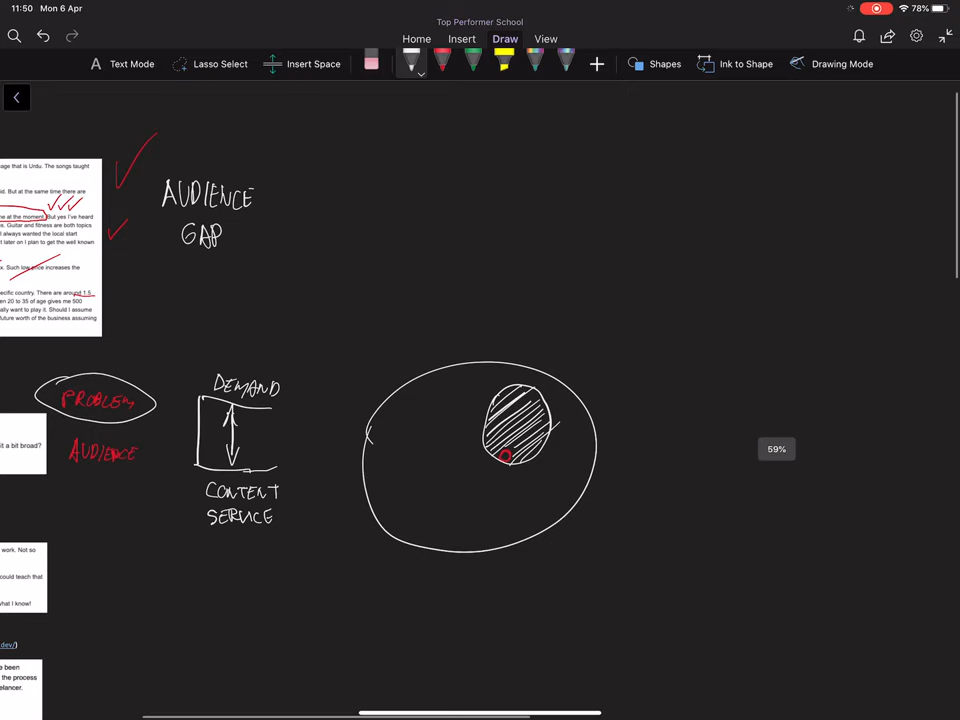 11:50 Sun 6 Apr
78%
Top Performer School
Home Insert Draw View
Text Mode Lasso Select Insert Space Shapes Ink to Shape Drawing Mode
age that is Urdu. The songs taught
id. But at the same time there are
ne at the moment. But yes I've heard
s. Guitar and fitness are both topics
I always wanted the local start
t later on I plan to get the well known
x. Such low price increases the
ecific country. There are around 1.5
en 20 to 35 of age gives me 500
ally want to play it. Should I assume
future worth of the business assuming
AUDIENCE
GAP
PROBLEM
AUDIENCE
DEMAND
CONTENT
SERVICE
it a bit broad?
59%
work. Not so
could teach that
what I know!
dev/)
e been
the process
elancer.